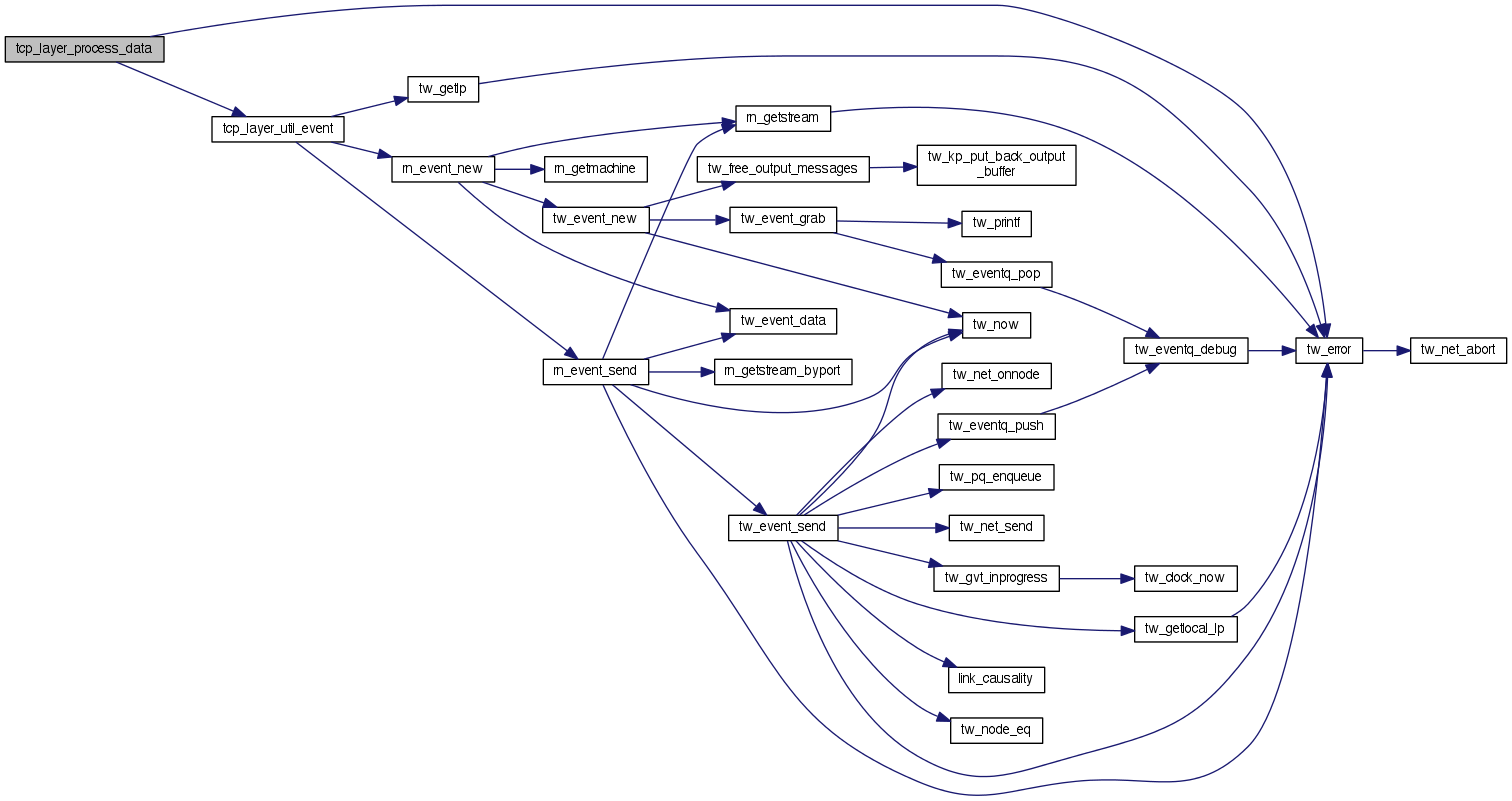 tcp_layer_process_data
tw_getlp
tcp_layer_util_event
rn_getstream
rn_event_new
rn_getmachine
tw_free_output_messages
tw_kp_put_back_output
_buffer
tw_event_new
tw_event_grab
tw_printf
tw_eventq_pop
tw_event_data
tw_now
rn_event_send
rn_getstream_byport
tw_net_onnode
tw_eventq_debug
tw_error
tw_net_abort
tw_eventq_push
tw_pq_enqueue
tw_event_send
tw_net_send
tw_gvt_inprogress
tw_clock_now
tw_getlocal_lp
link_causality
tw_node_eq